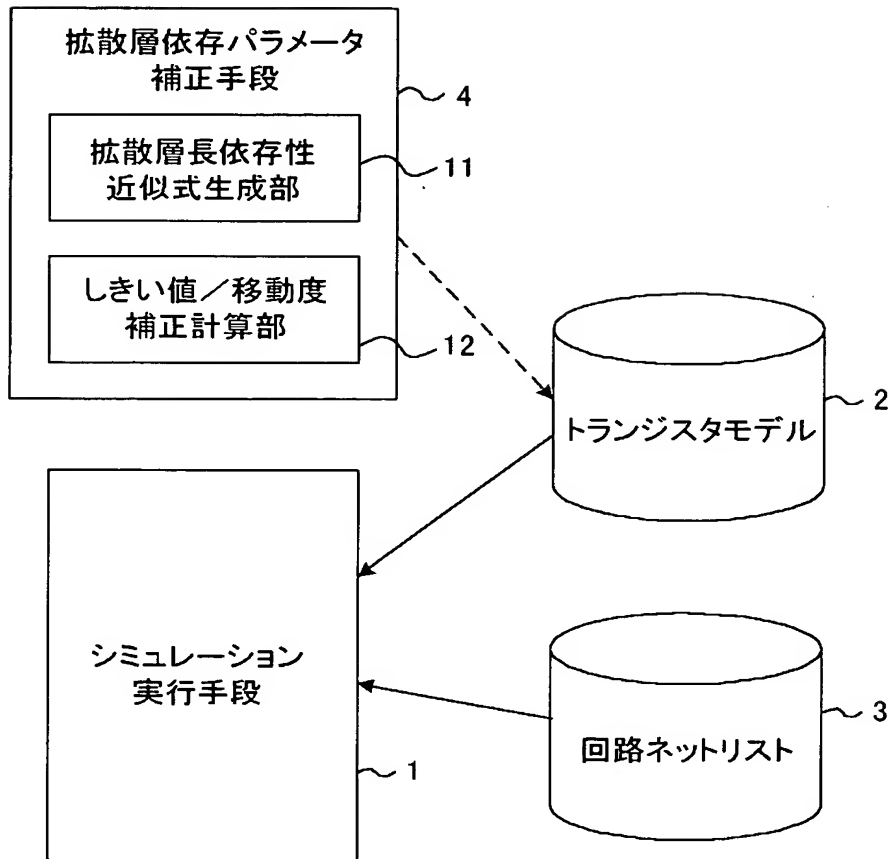 拡散層依存パラメータ
補正手段
4
拡散層長依存性
近似式生成部
11
しきい値／移動度
補正計算部
12
トランジスタモデル
2
シミュレーション
実行手段
1
回路ネットリスト
3